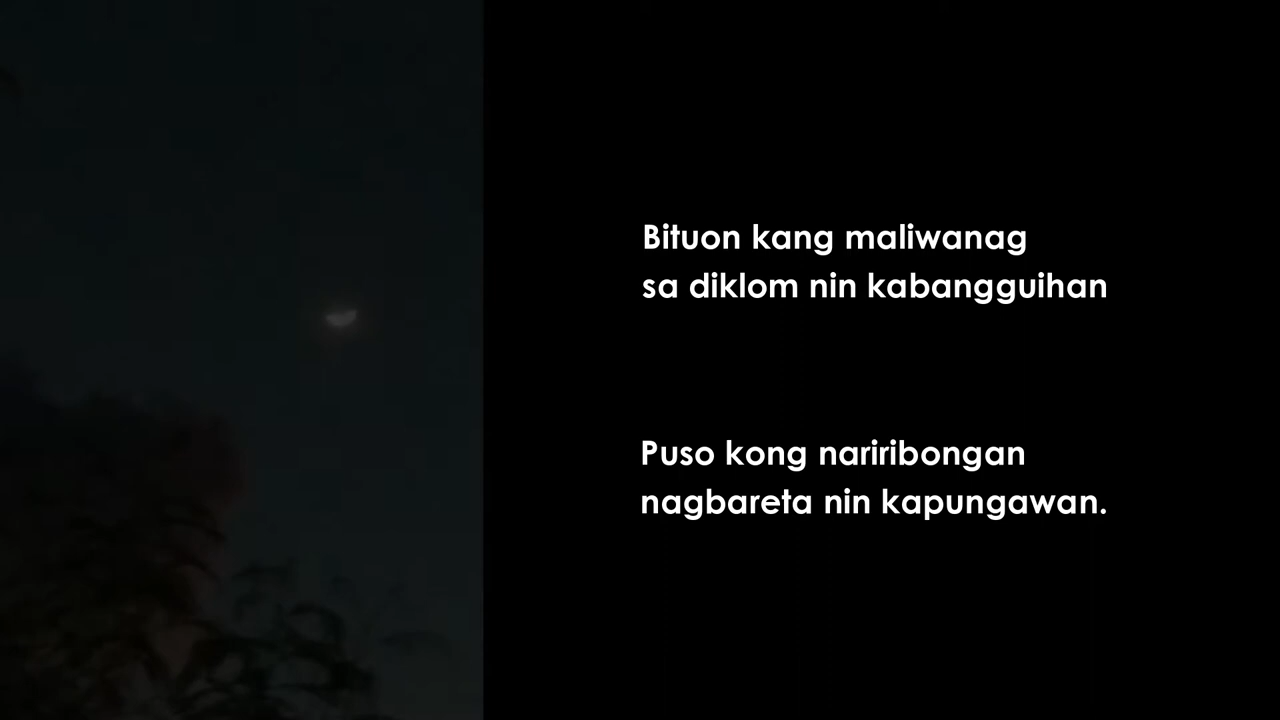 Bituon kang maliwanag
sa diklom nin kabangguihan
Puso kong nariribongan
nagbareta nin kapungawan.